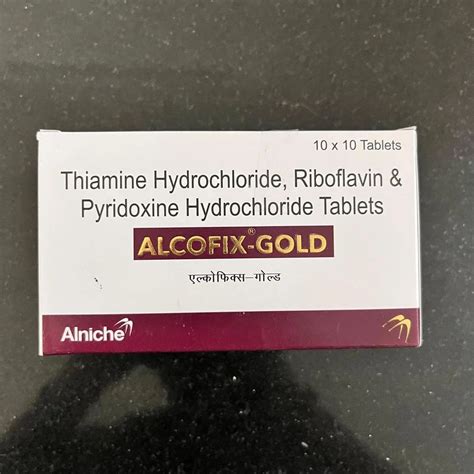 10 x 10 Tablets
Thiamine Hydrochloride, Riboflavin &
Pyridoxine Hydrochloride Tablets
ALCOFIX®-GOLD
एल्कोफिक्स-गोल्ड
Alniche